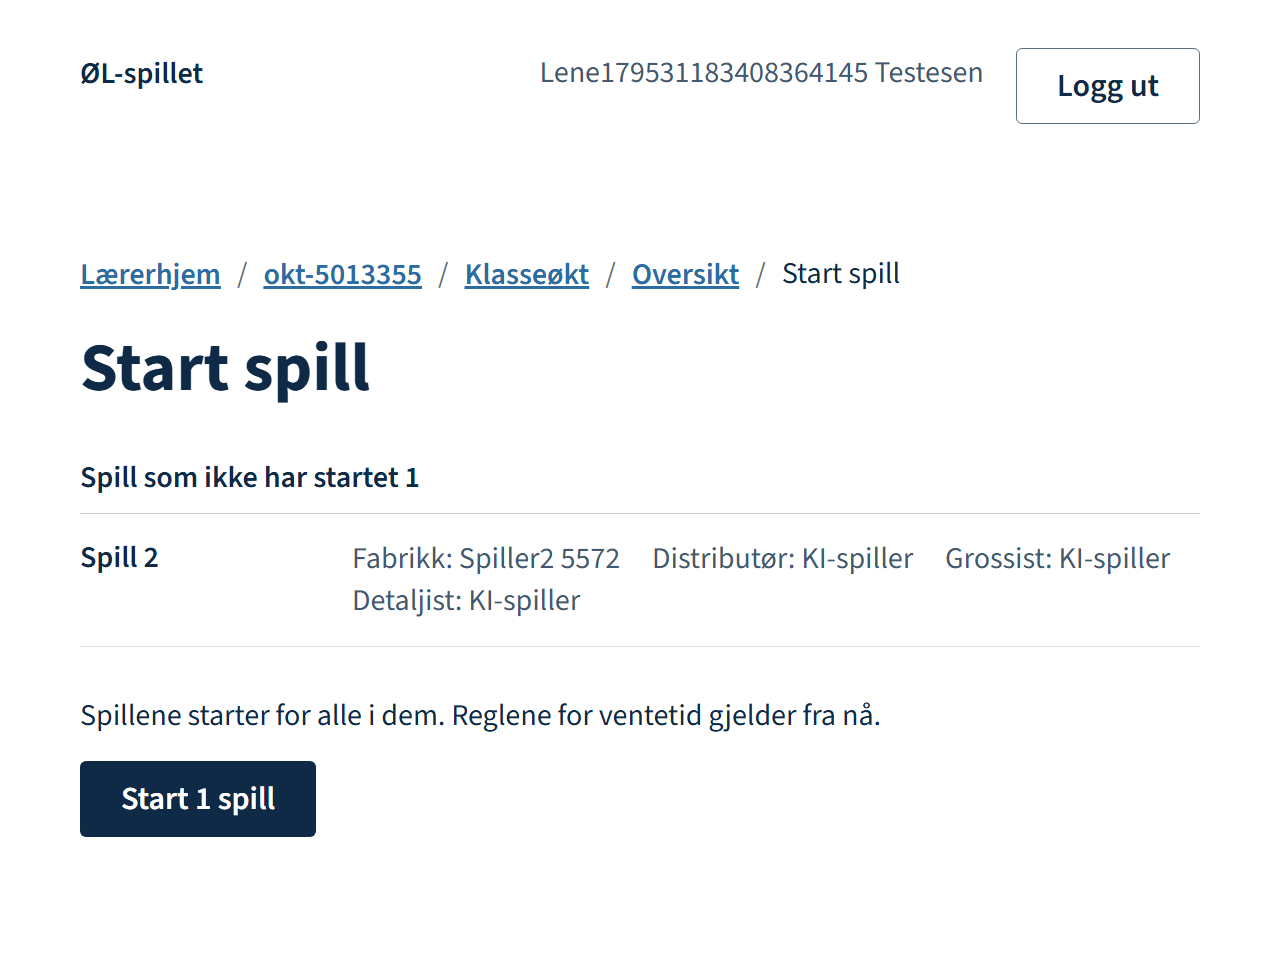 ØL-spillet
Lene179531183408364145 Testesen
Logg ut
Lærerhjem / okt-5013355 / Klasseøkt / Oversikt / Start spill
Start spill
Spill som ikke har startet 1
Spill 2
Fabrikk: Spiller2 5572 Distributør: KI-spiller Grossist: KI-spiller
Detaljist: KI-spiller
Spillene starter for alle i dem. Reglene for ventetid gjelder fra nå.
Start 1 spill